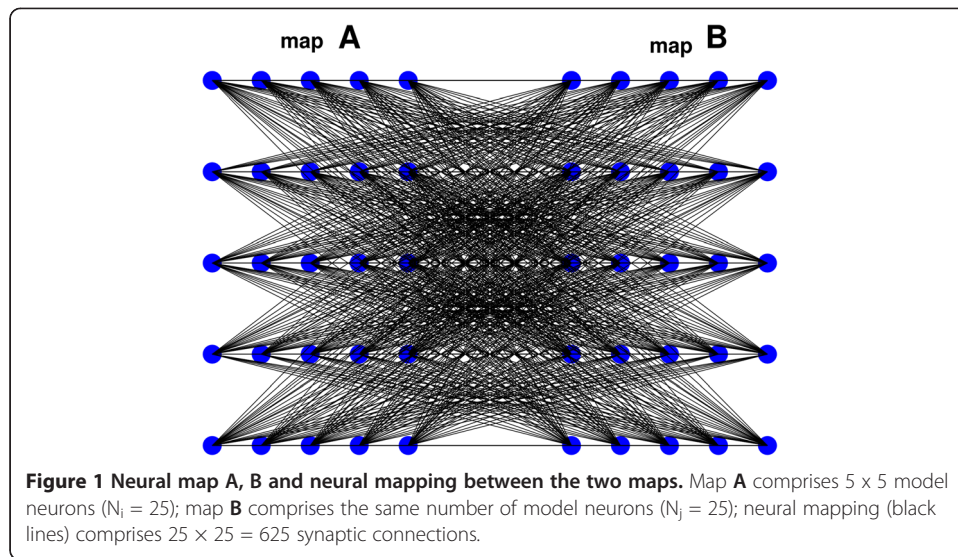 map A
map B
Figure 1 Neural map A, B and neural mapping between the two maps. Map A comprises 5 x 5 model
neurons (Nᵢ = 25); map B comprises the same number of model neurons (Nⱼ = 25); neural mapping (black
lines) comprises 25 × 25 = 625 synaptic connections.